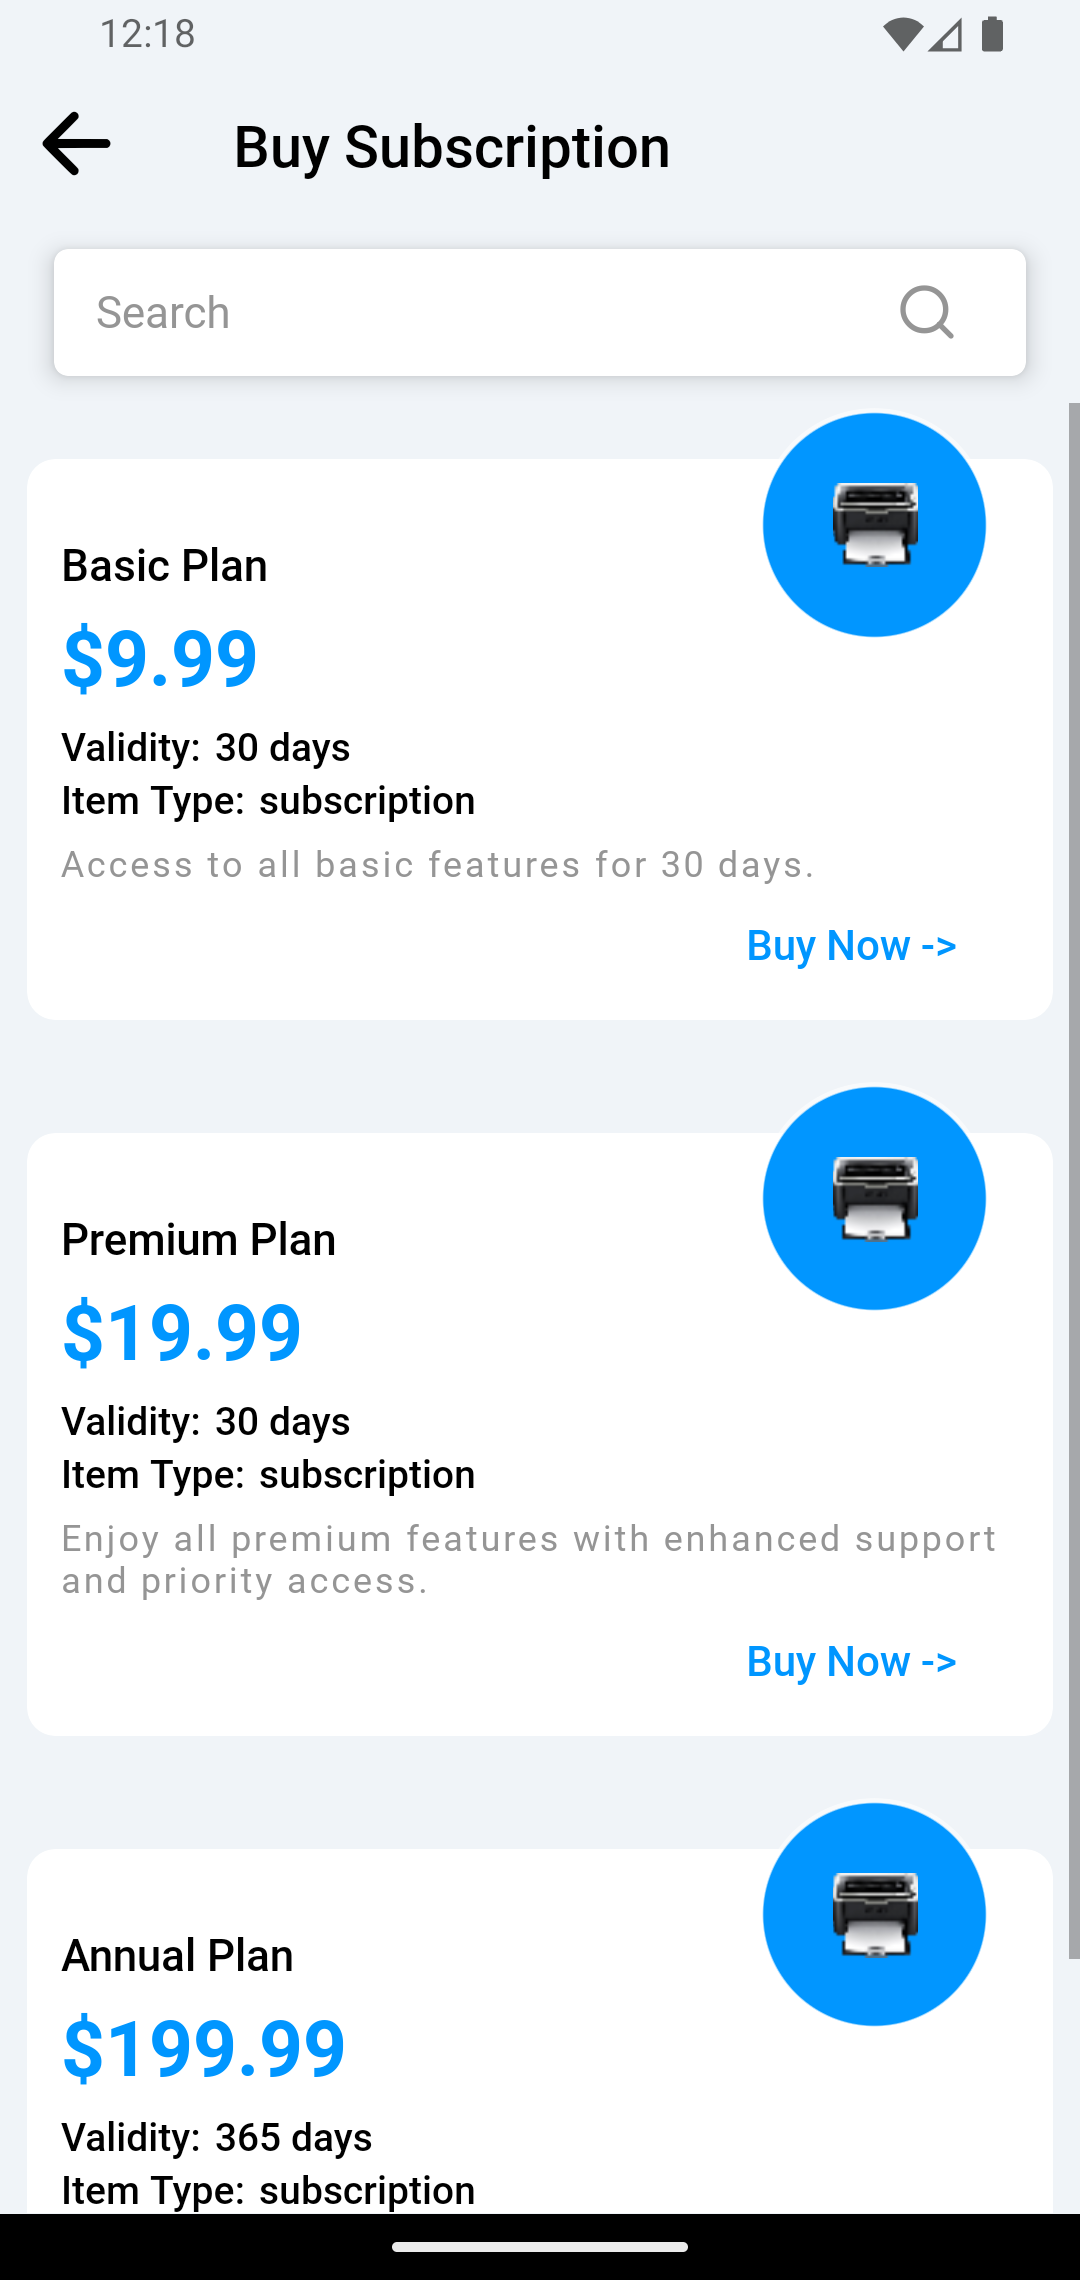 12:18
Buy Subscription
Search
Basic Plan
$9.99
Validity: 30 days
Item Type: subscription
Access to all basic features for 30 days.
Buy Now ->
Premium Plan
$19.99
Validity: 30 days
Item Type: subscription
Enjoy all premium features with enhanced support
and priority access.
Buy Now ->
Annual Plan
$199.99
Validity: 365 days
Item Type: subscription